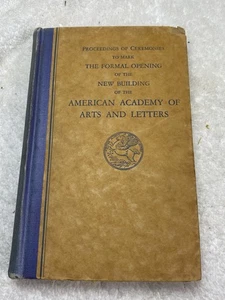 PROCEEDINGS OF CEREMONIES
TO MARK
THE FORMAL OPENING
OF THE
NEW BUILDING
OF THE
AMERICAN ACADEMY OF
ARTS AND LETTERS